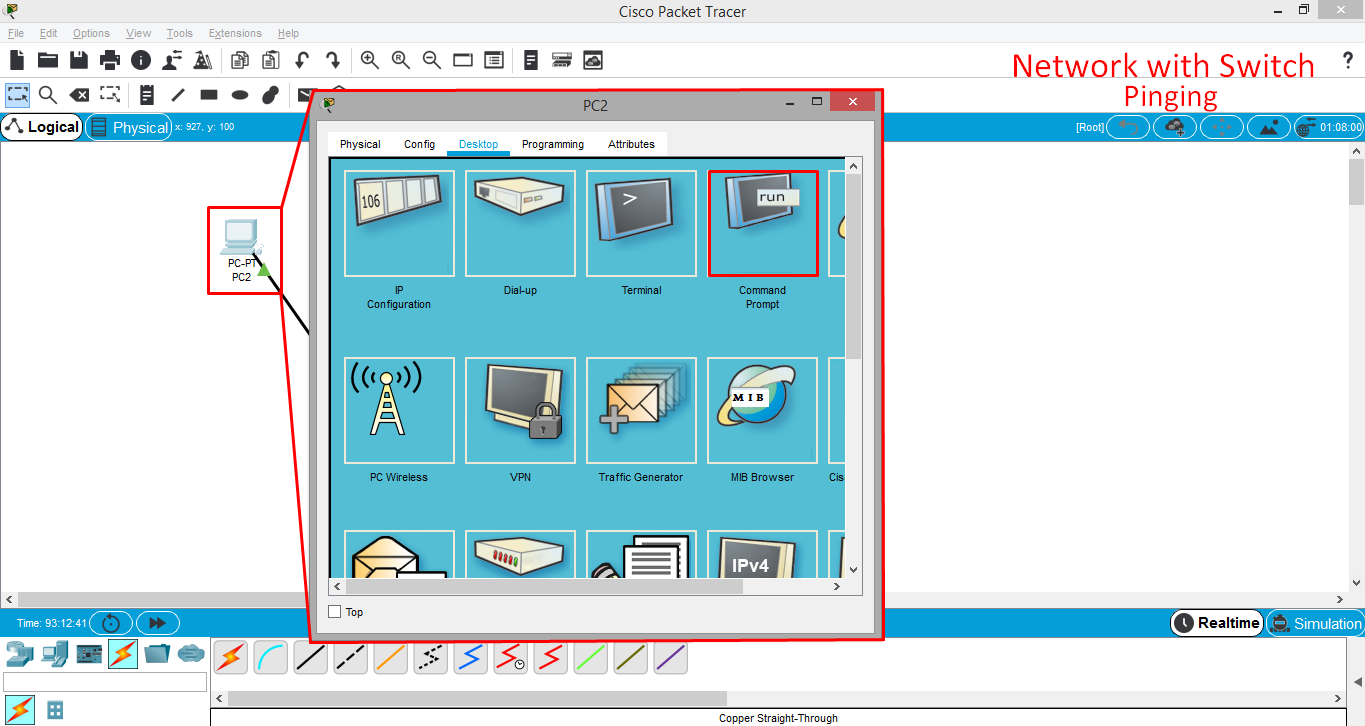 Cisco Packet Tracer
File Edit Options View Tools Extensions Help
Network with Switch
Pinging
?
Logical
Physical
x: 927, y: 100
[Root]
01:08:00
PC2
Physical Config Desktop Programming Attributes
106
>
run
IP
Configuration
Dial-up
Terminal
Command
Prompt
PC-PT
PC2
MIB
PC Wireless
VPN
Traffic Generator
MIB Browser
Cisc
IPv4
Top
Time: 93:12:41
Realtime
Simulation
Copper Straight-Through